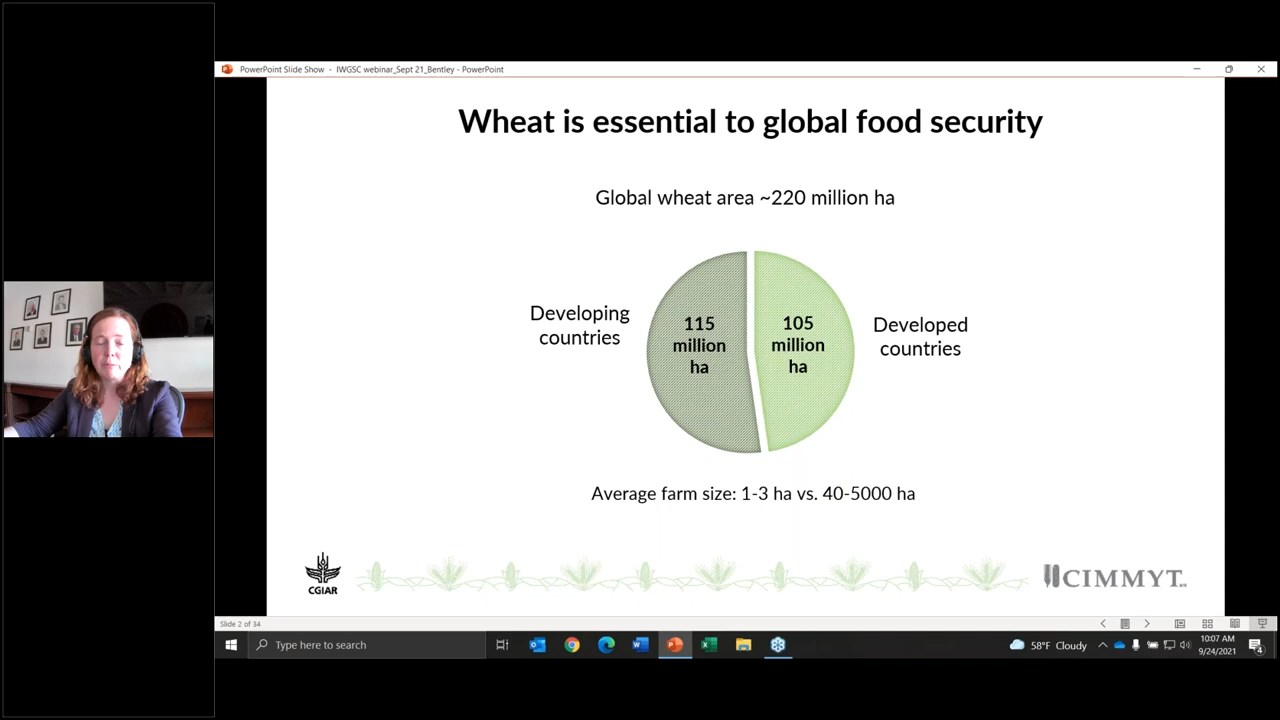 PowerPoint Slide Show - IWGSC webinar_Sept 21_Bentley - PowerPoint
Wheat is essential to global food security
Global wheat area ~220 million ha
Developing
countries
115
million
ha
105
million
ha
Developed
countries
Average farm size: 1-3 ha vs. 40-5000 ha
CGIAR
CIMMYT
Slide 2 of 34
Type here to search
58°F Cloudy
10:07 AM
9/24/2021
4